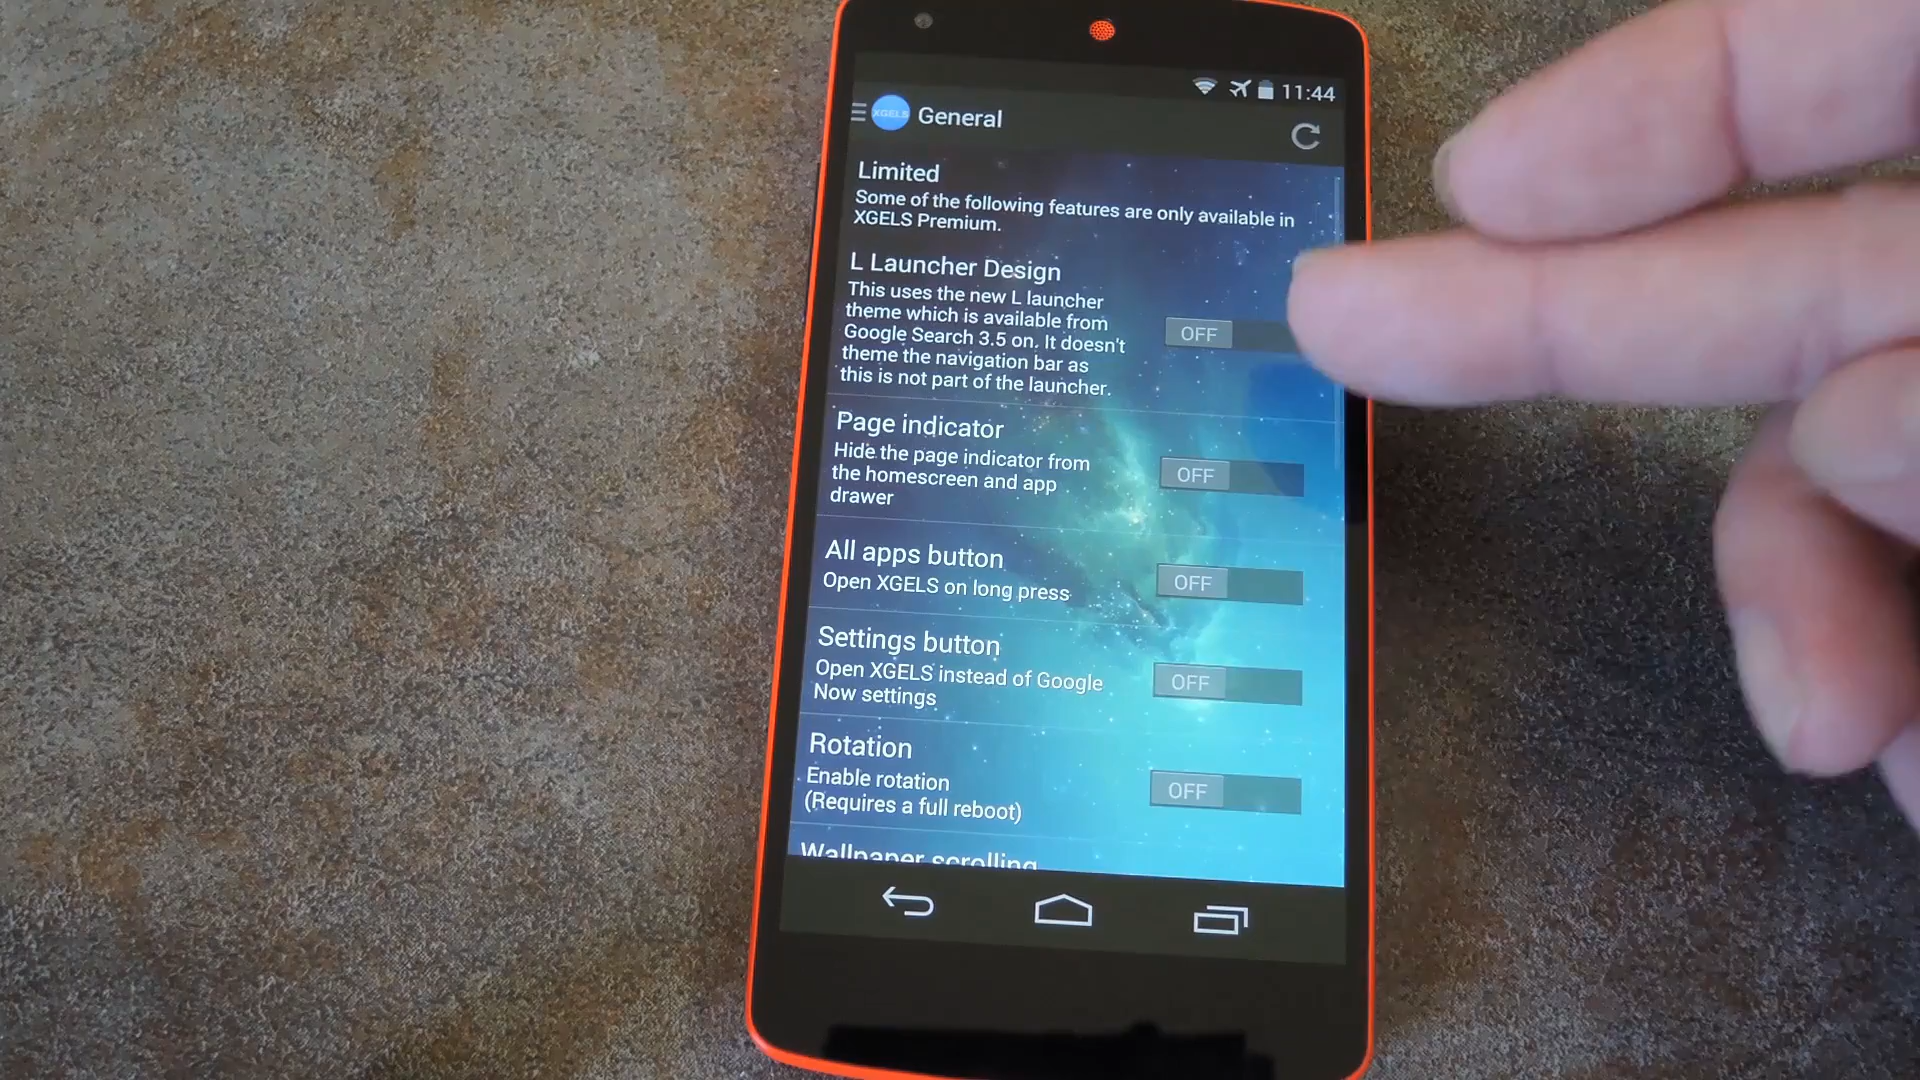 11:44
XGELS General
Limited
Some of the following features are only available in
XGELS Premium.
L Launcher Design
This uses the new L launcher
theme which is available from
Google Search 3.5 on. It doesn't
theme the navigation bar as
this is not part of the launcher.
OFF
Page indicator
Hide the page indicator from
the homescreen and app
drawer
OFF
All apps button
Open XGELS on long press
OFF
Settings button
Open XGELS instead of Google
Now settings
OFF
Rotation
Enable rotation
(Requires a full reboot)
OFF
Wallpaper scrolling